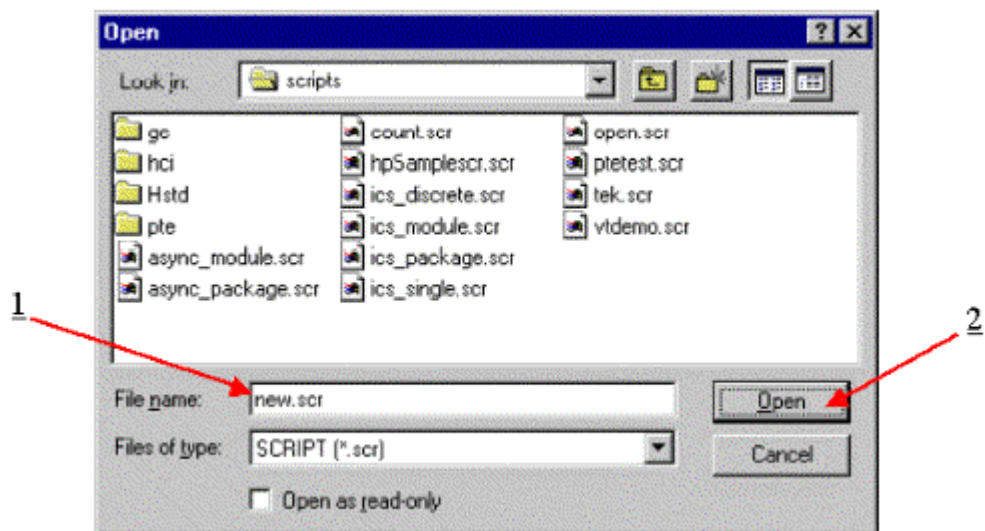 Open
Look in: scripts
ge count.scr open.scr
hci hpSamplescr.scr ptetest.scr
Hstd ics_discrete.scr tek.scr
pte ics_module.scr vtdemo.scr
async_module.scr ics_package.scr
async_package.scr ics_single.scr
1
2
File name: new.scr Open
Files of type: SCRIPT (*.scr) Cancel
Open as read-only